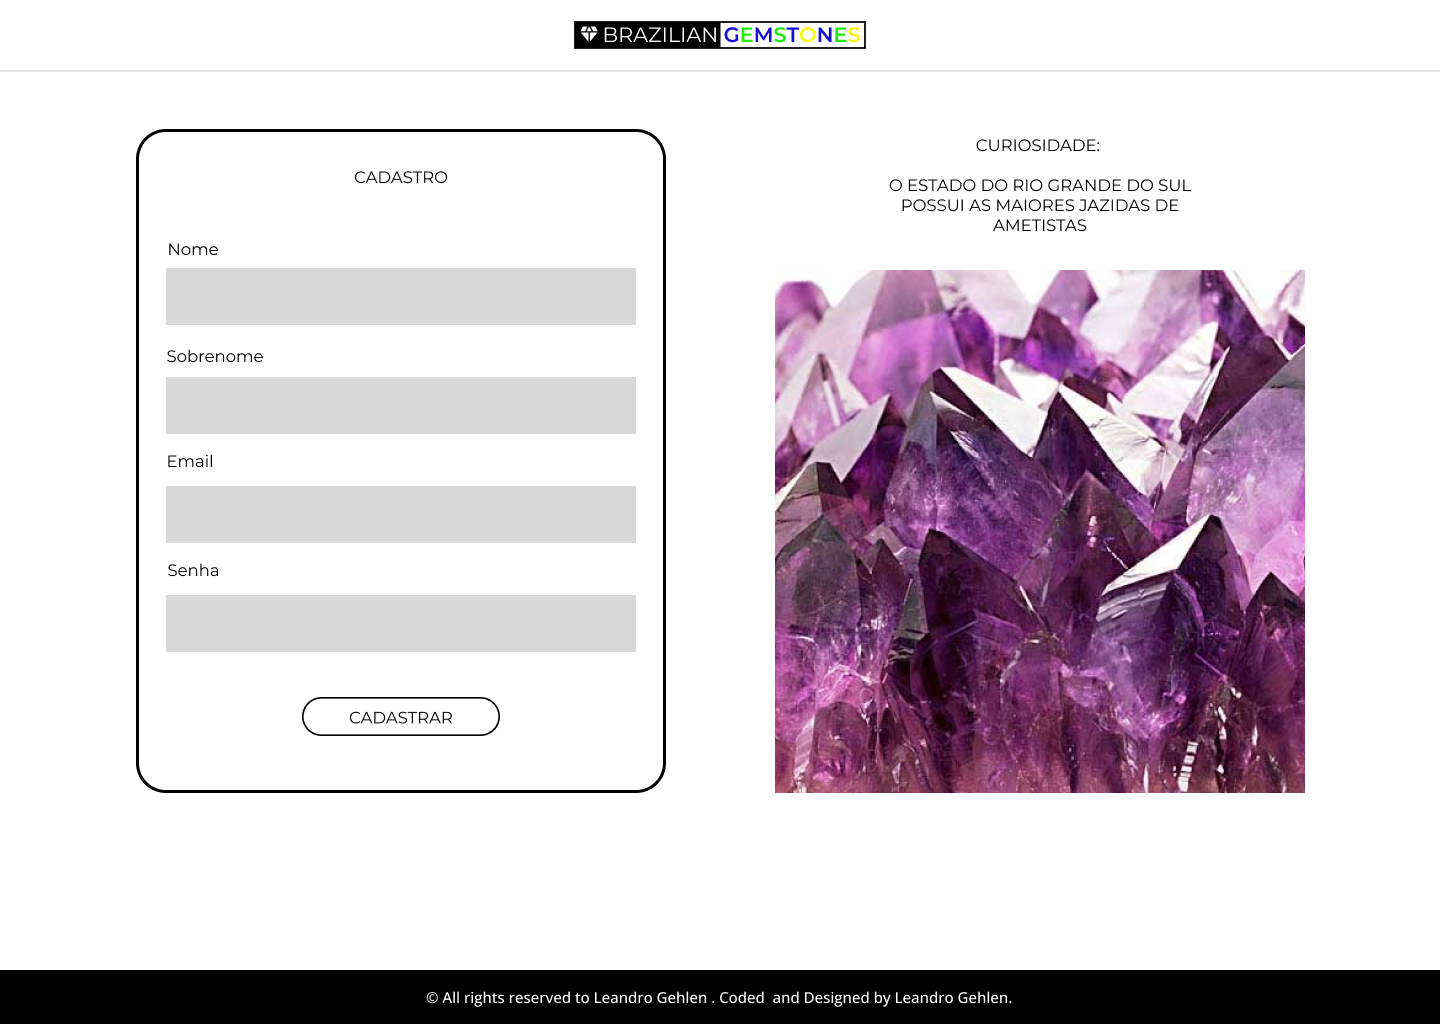 BRAZILIAN GEMSTONES
CADASTRO
Nome
Sobrenome
Email
Senha
CADASTRAR
CURIOSIDADE:
O ESTADO DO RIO GRANDE DO SUL
POSSUI AS MAIORES JAZIDAS DE
AMETISTAS
© All rights reserved to Leandro Gehlen . Coded  and Designed by Leandro Gehlen.